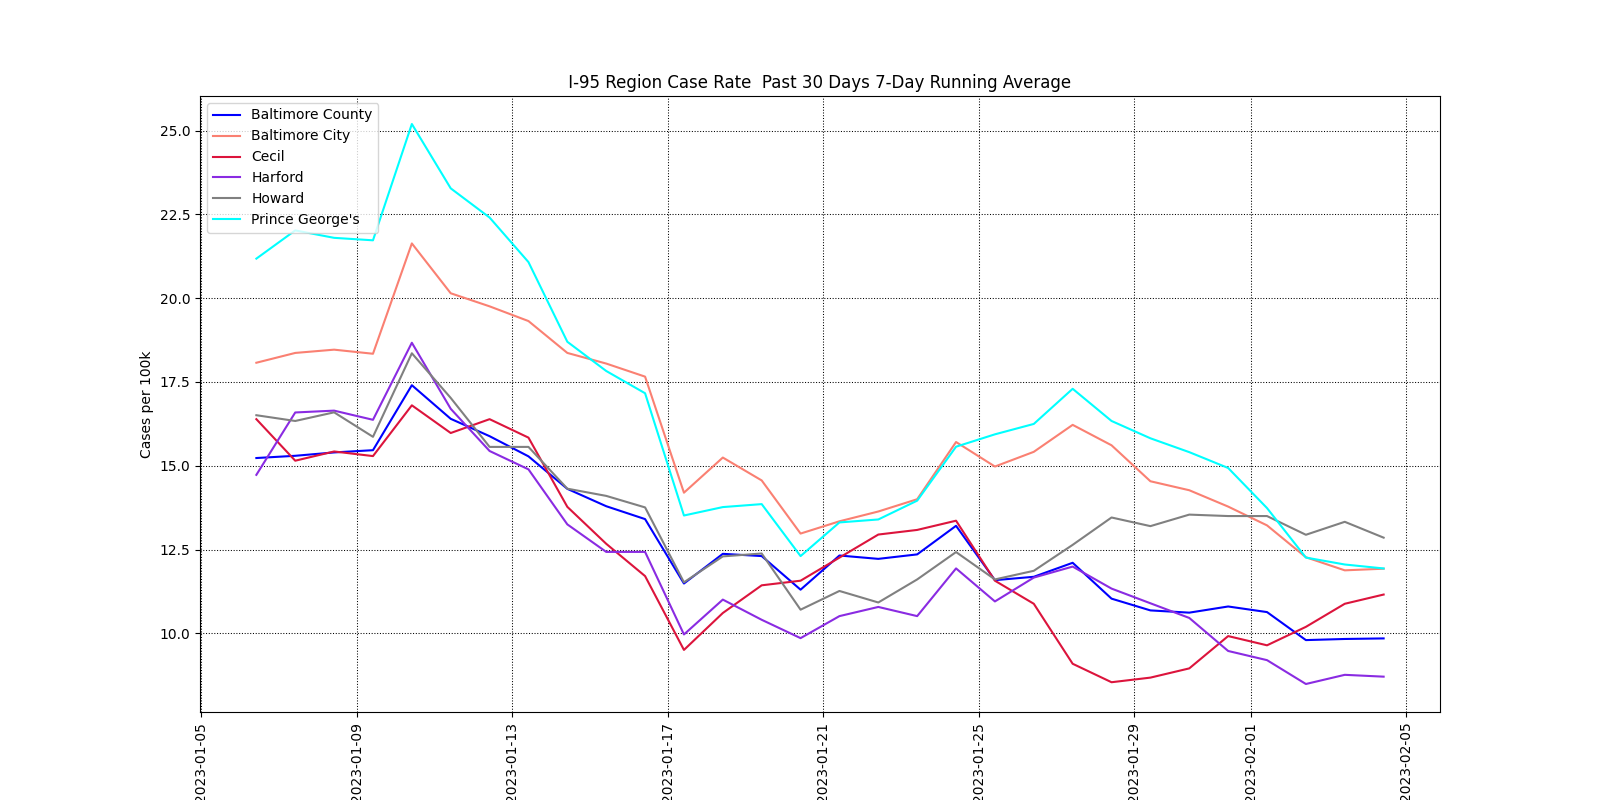 I-95 Region Case Rate  Past 30 Days 7-Day Running Average
Baltimore County
Baltimore City
Cecil
Harford
Howard
Prince George's
Cases per 100k
25.0
22.5
20.0
17.5
15.0
12.5
10.0
2023-01-05
2023-01-09
2023-01-13
2023-01-17
2023-01-21
2023-01-25
2023-01-29
2023-02-01
2023-02-05